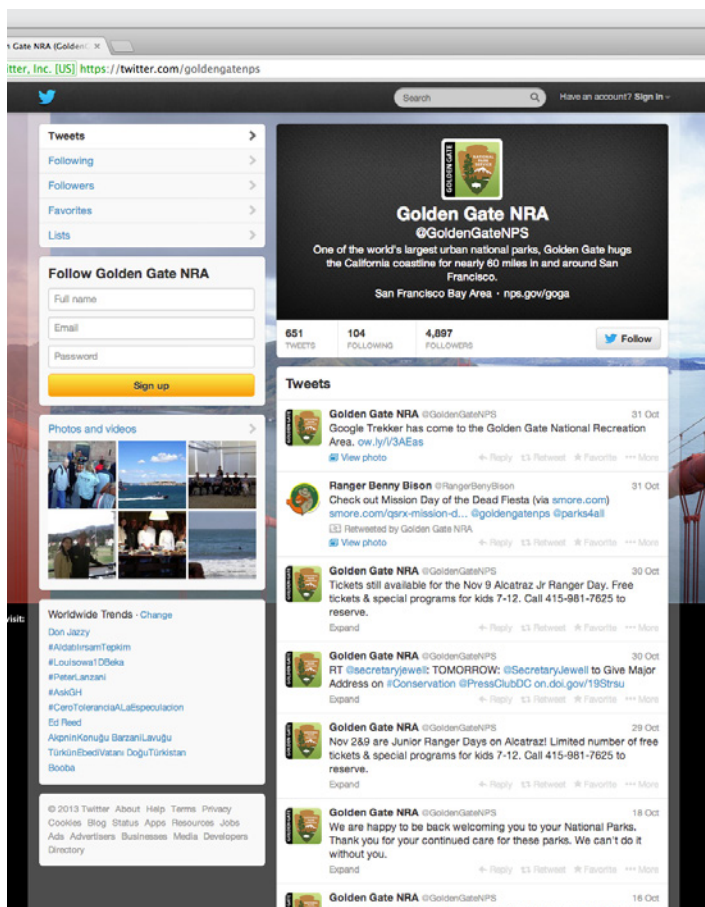 n Gate NRA (GoldenG ×
itter, Inc. [US] https://twitter.com/goldengatenps
Search
Have an account? Sign in
Tweets
Following
Followers
Favorites
Lists
Follow Golden Gate NRA
Full name
Email
Password
Sign up
Photos and videos
visit:
Worldwide Trends · Change
Don Jazzy
#AldatılırsamTepkim
#Louisowa1DBeka
#PeterLanzani
#AskGH
#CeroToleranciaALaEspeculacion
Ed Reed
AkpninKonuğu BarzaniLavuğu
TürkünEbediVatanı DoğuTürkistan
Booba
© 2013 Twitter About Help Terms Privacy
Cookies Blog Status Apps Resources Jobs
Ads Advertisers Businesses Media Developers
Directory
GOLDEN GATE
NATIONAL
PARK
SERVICE
Golden Gate NRA
@GoldenGateNPS
One of the world's largest urban national parks, Golden Gate hugs
the California coastline for nearly 60 miles in and around San
Francisco.
San Francisco Bay Area · nps.gov/goga
651
TWEETS
104
FOLLOWING
4,897
FOLLOWERS
Follow
Tweets
Golden Gate NRA @GoldenGateNPS 31 Oct
Google Trekker has come to the Golden Gate National Recreation
Area. ow.ly/i/3AEas
View photo Reply Retweet Favorite ••• More
Ranger Benny Bison @RangerBenyBison 31 Oct
Check out Mission Day of the Dead Fiesta (via smore.com)
smore.com/qsrx-mission-d... @goldengatenps @parks4all
Retweeted by Golden Gate NRA
View photo Reply Retweet Favorite ••• More
Golden Gate NRA @GoldenGateNPS 30 Oct
Tickets still available for the Nov 9 Alcatraz Jr Ranger Day. Free
tickets & special programs for kids 7-12. Call 415-981-7625 to
reserve.
Expand Reply Retweet Favorite ••• More
Golden Gate NRA @GoldenGateNPS 30 Oct
RT @secretaryjewell: TOMORROW: @SecretaryJewell to Give Major
Address on #Conservation @PressClubDC on.doi.gov/19Strsu
Expand Reply Retweet Favorite ••• More
Golden Gate NRA @GoldenGateNPS 29 Oct
Nov 2&9 are Junior Ranger Days on Alcatraz! Limited number of free
tickets & special programs for kids 7-12. Call 415-981-7625 to
reserve.
Expand Reply Retweet Favorite ••• More
Golden Gate NRA @GoldenGateNPS 18 Oct
We are happy to be back welcoming you to your National Parks.
Thank you for your continued care for these parks. We can't do it
without you.
Expand Reply Retweet Favorite ••• More
Golden Gate NRA @GoldenGateNPS 16 Oct